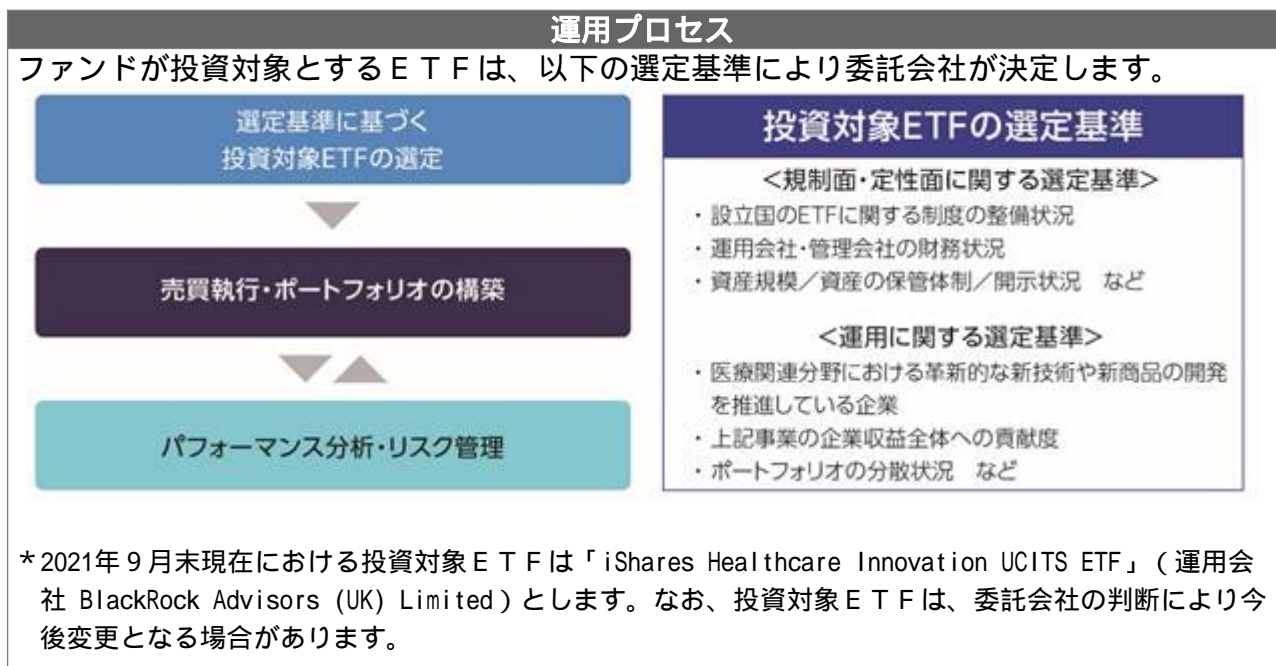 運用プロセス
ファンドが投資対象とするＥＴＦは、以下の選定基準により委託会社が決定します。
選定基準に基づく
投資対象ETFの選定
売買執行・ポートフォリオの構築
パフォーマンス分析・リスク管理
投資対象ETFの選定基準
＜規制面・定性面に関する選定基準＞
・設立国のETFに関する制度の整備状況
・運用会社・管理会社の財務状況
・資産規模／資産の保管体制／開示状況　など
＜運用に関する選定基準＞
・医療関連分野における革新的な新技術や新商品の開発
を推進している企業
・上記事業の企業収益全体への貢献度
・ポートフォリオの分散状況　など
＊2021年９月末現在における投資対象ＥＴＦは「iShares Healthcare Innovation UCITS ETF」（運用会
社 BlackRock Advisors (UK) Limited）とします。なお、投資対象ＥＴＦは、委託会社の判断により今
後変更となる場合があります。